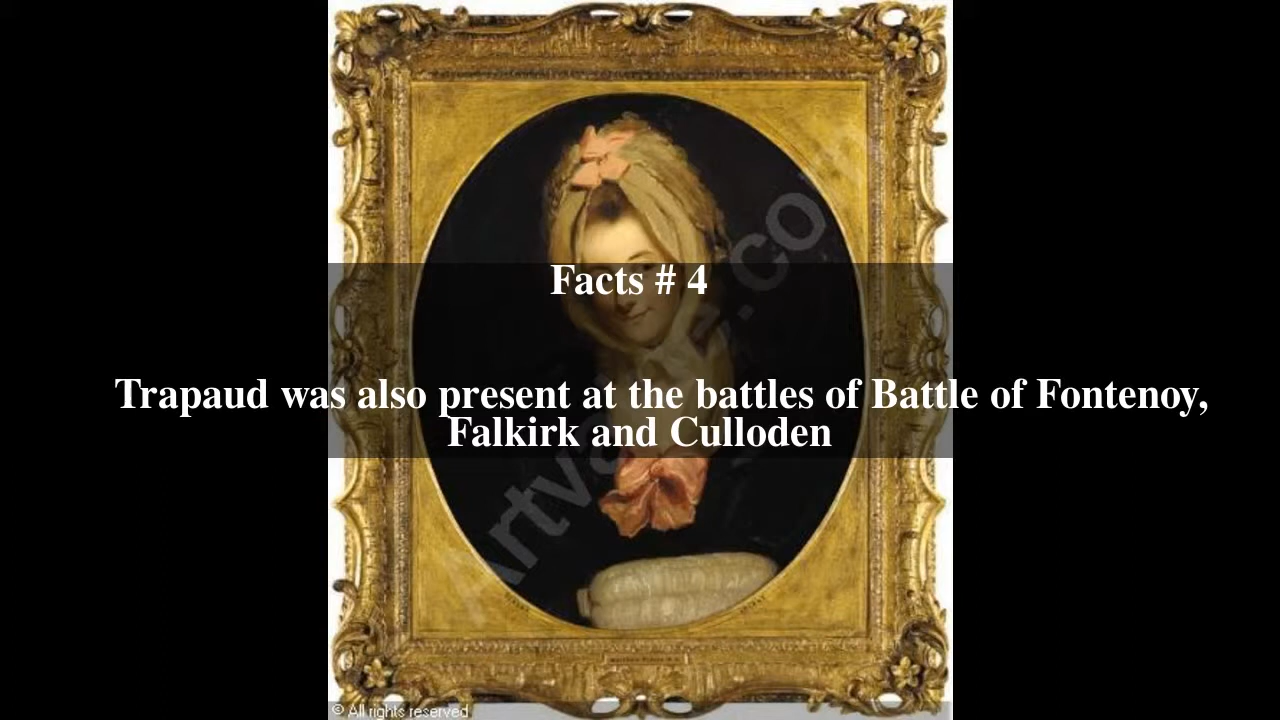 Facts # 4
Trapaud was also present at the battles of Battle of Fontenoy,
Falkirk and Culloden
© All rights reserved